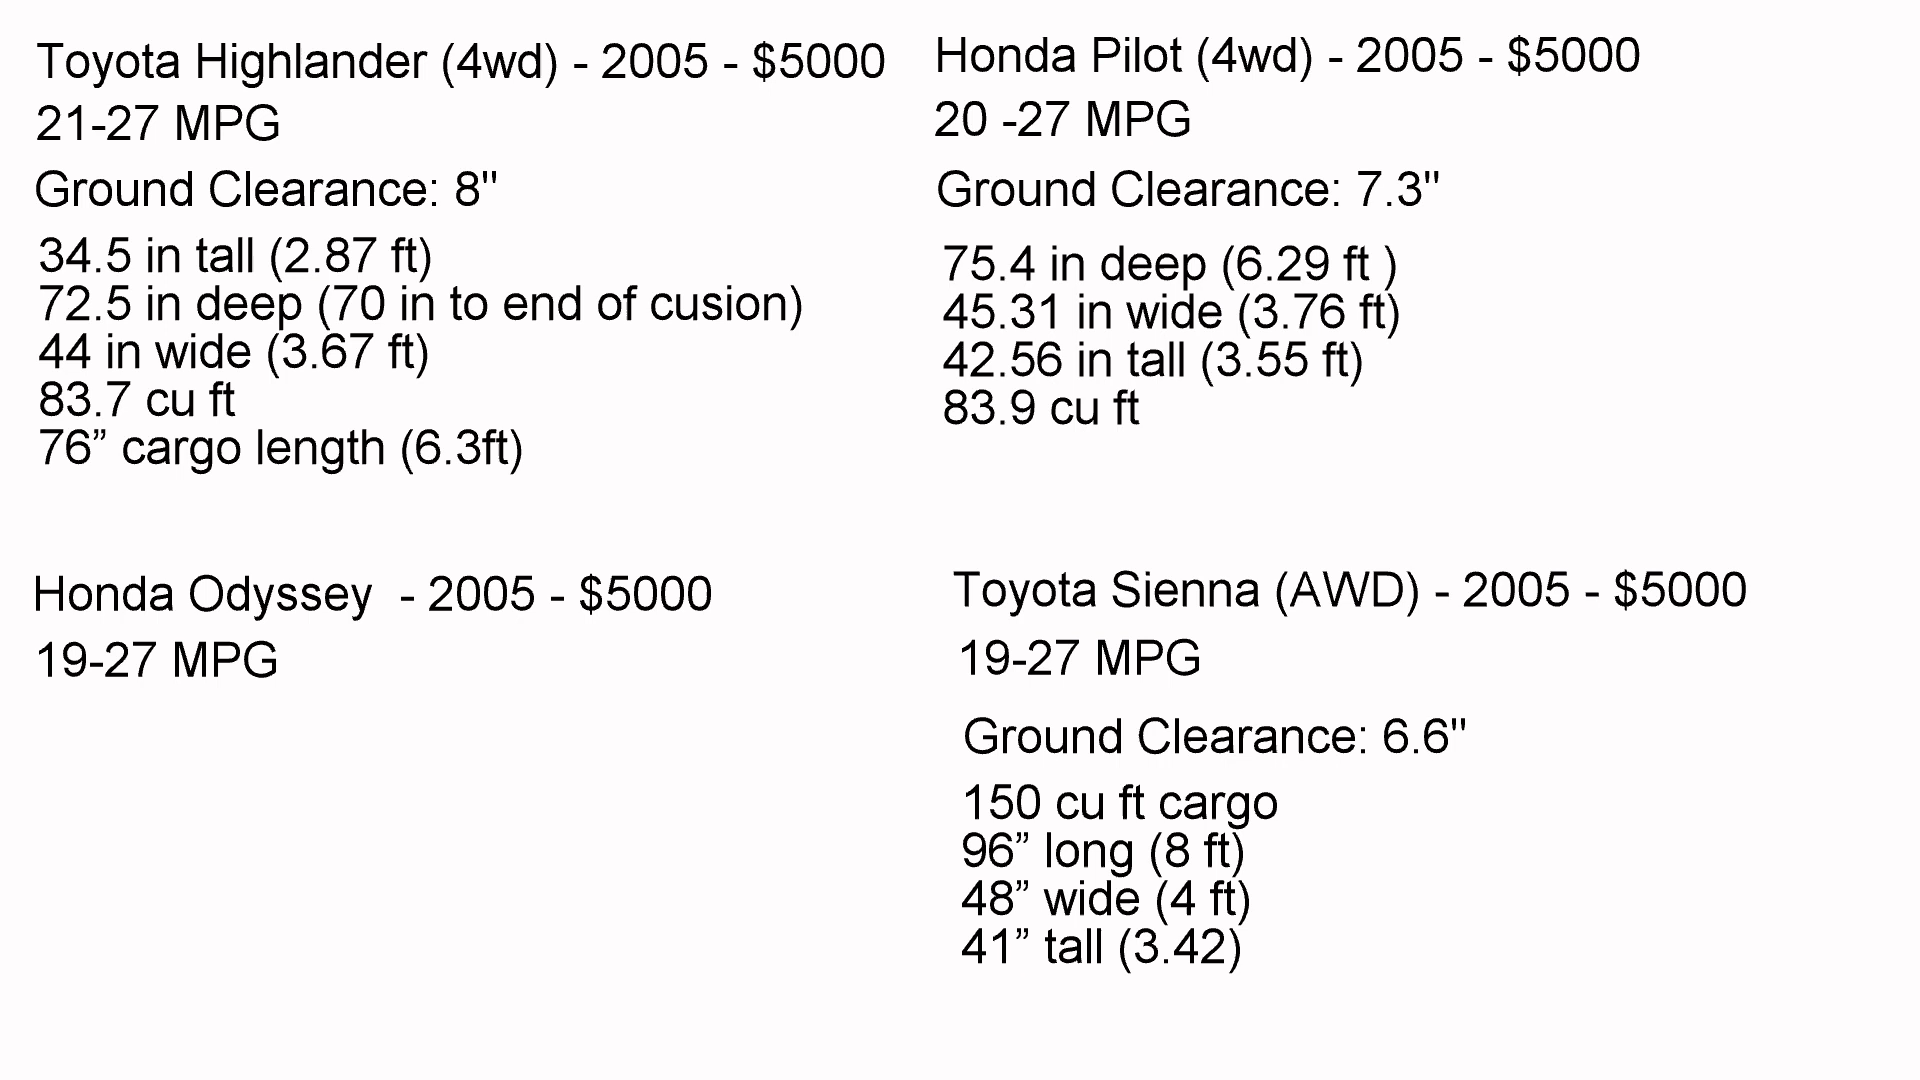 Toyota Highlander (4wd) - 2005 - $5000
21-27 MPG
Ground Clearance: 8"
34.5 in tall (2.87 ft)
72.5 in deep (70 in to end of cusion)
44 in wide (3.67 ft)
83.7 cu ft
76” cargo length (6.3ft)
Honda Pilot (4wd) - 2005 - $5000
20 -27 MPG
Ground Clearance: 7.3"
75.4 in deep (6.29 ft )
45.31 in wide (3.76 ft)
42.56 in tall (3.55 ft)
83.9 cu ft
Honda Odyssey  - 2005 - $5000
19-27 MPG
Toyota Sienna (AWD) - 2005 - $5000
19-27 MPG
Ground Clearance: 6.6"
150 cu ft cargo
96” long (8 ft)
48” wide (4 ft)
41” tall (3.42)